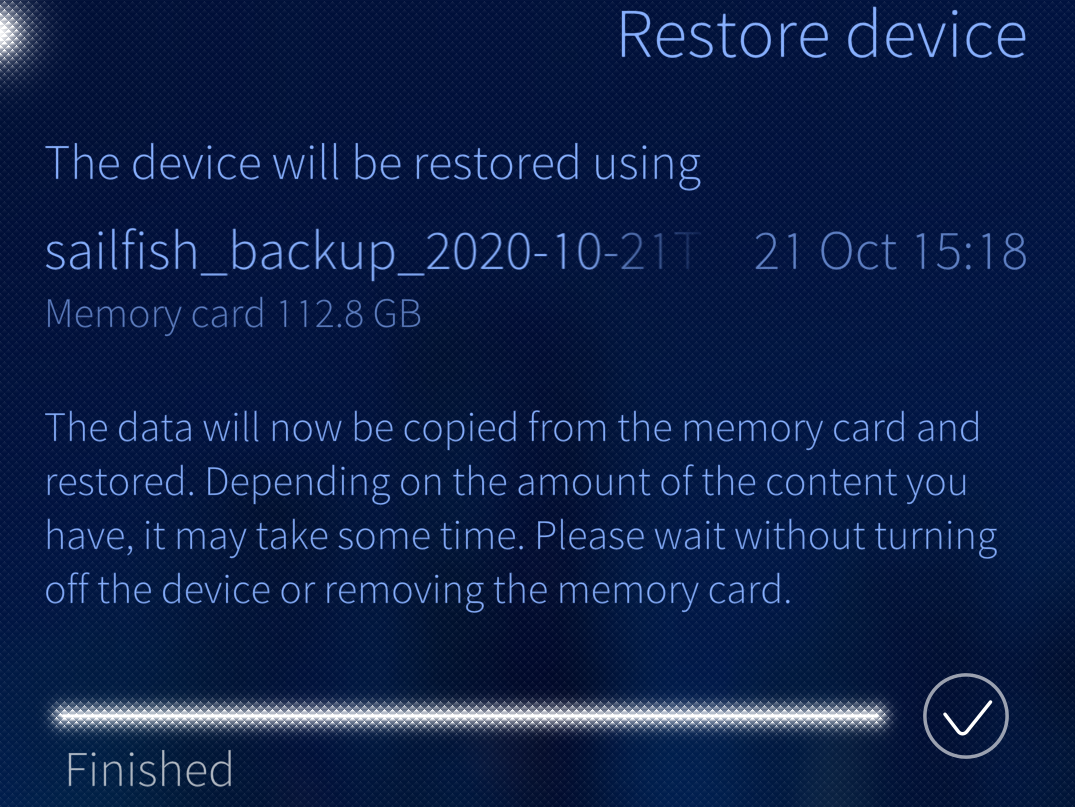 Restore device
The device will be restored using
sailfish_backup_2020-10-21T 21 Oct 15:18
Memory card 112.8 GB
The data will now be copied from the memory card and
restored. Depending on the amount of the content you
have, it may take some time. Please wait without turning
off the device or removing the memory card.
Finished